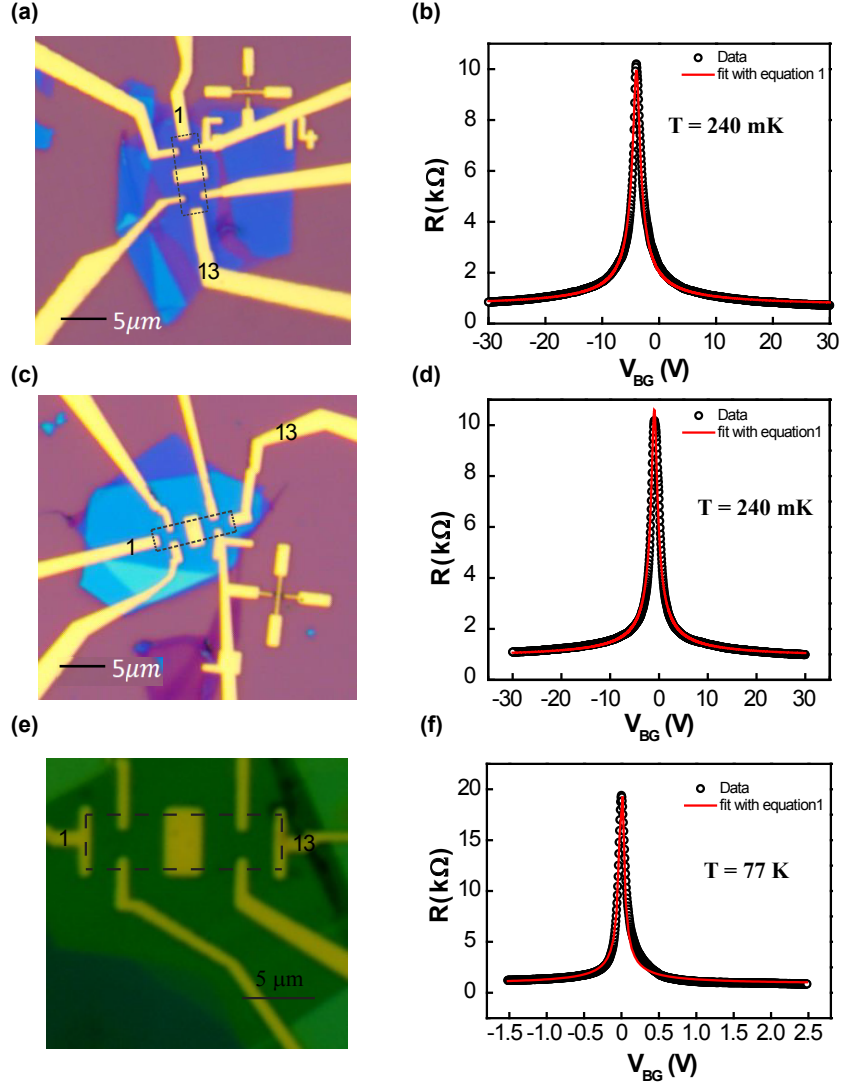 (a)
1
13
5μm
(b)
Data
fit with equation 1
T = 240 mK
R(kΩ)
10
8
6
4
2
0
-30 -20 -10 0 10 20 30
V_BG (V)
(c)
13
1
5μm
(d)
Data
fit with equation1
T = 240 mK
R(kΩ)
10
8
6
4
2
0
-30 -20 -10 0 10 20 30
V_BG (V)
(e)
1
13
5 μm
(f)
Data
fit with equation1
T = 77 K
R(kΩ)
20
15
10
5
0
-1.5 -1.0 -0.5 0 0.5 1.0 1.5 2.0 2.5
V_BG (V)